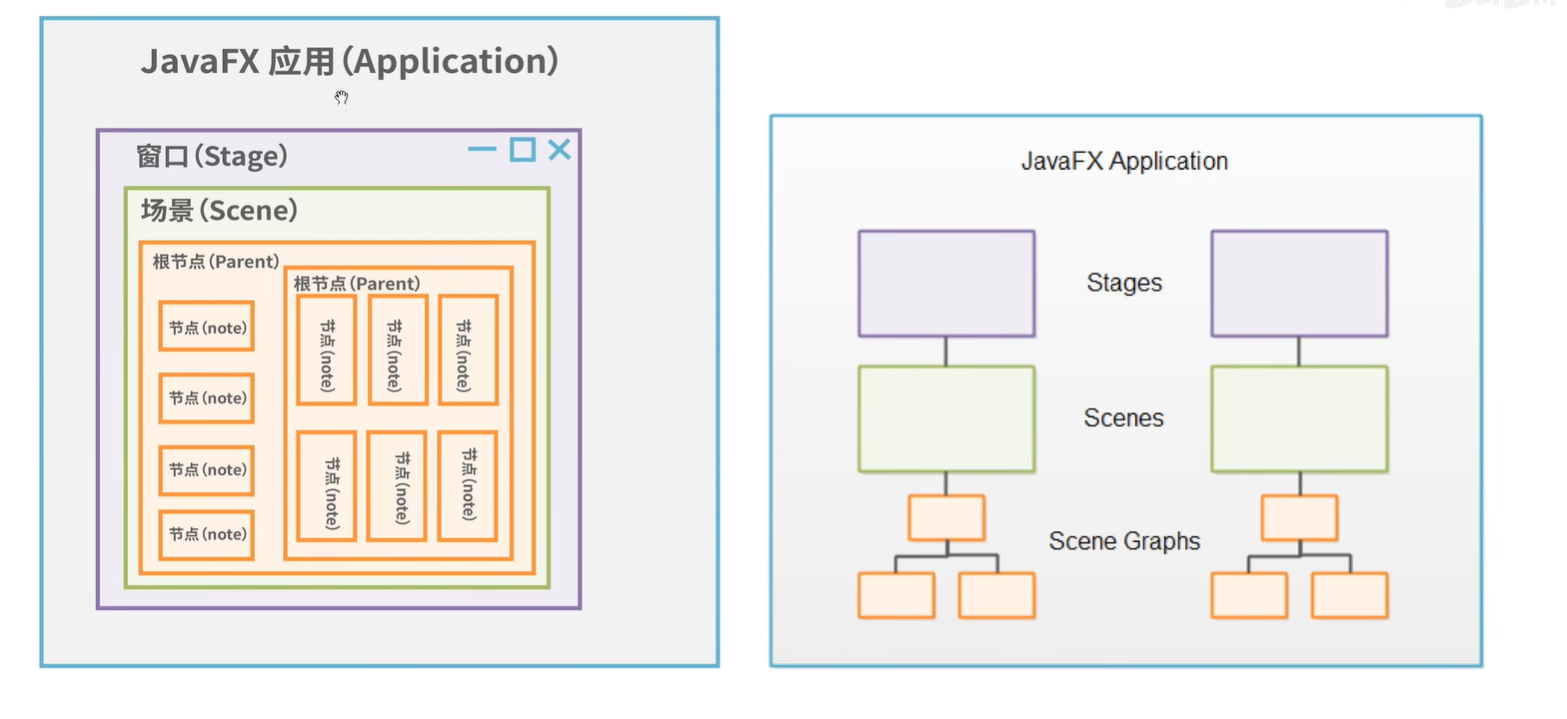 JavaFX 应用(Application)
窗口(Stage)
场景(Scene)
根节点(Parent)
节点(note)
节点(note)
节点(note)
节点(note)
根节点(Parent)
节点(note)
节点(note)
节点(note)
节点(note)
节点(note)
节点(note)
JavaFX Application
Stages
Scenes
Scene Graphs